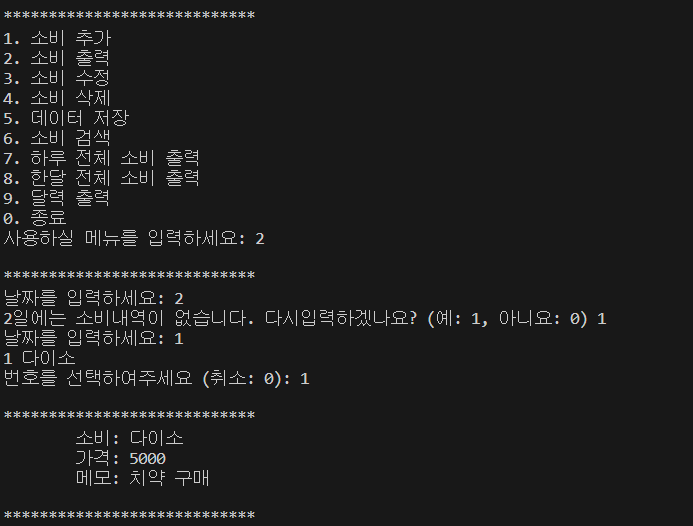 ****************************
1. 소비 추가
2. 소비 출력
3. 소비 수정
4. 소비 삭제
5. 데이터 저장
6. 소비 검색
7. 하루 전체 소비 출력
8. 한달 전체 소비 출력
9. 달력 출력
0. 종료
사용하실 메뉴를 입력하세요: 2
****************************
날짜를 입력하세요: 2
2일에는 소비내역이 없습니다. 다시입력하겠나요? (예: 1, 아니요: 0) 1
날짜를 입력하세요: 1
1 다이소
번호를 선택하여주세요 (취소: 0): 1
****************************
소비: 다이소
가격: 5000
메모: 치약 구매
****************************